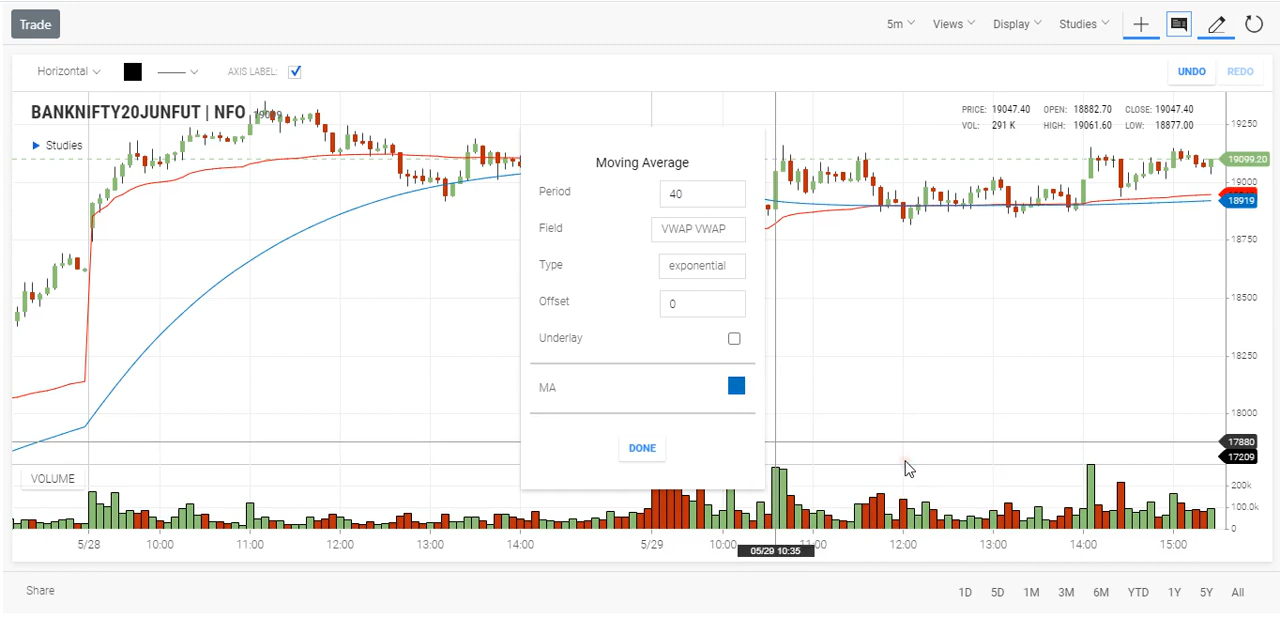 Trade 5m Views Display Studies
Horizontal AXIS LABEL: UNDO REDO
BANKNIFTY20JUNFUT | NFO
PRICE: 19047.40 OPEN: 18882.70 CLOSE: 19047.40
VOL: 291 K HIGH: 19061.60 LOW: 18877.00
Studies
Moving Average
Period 40
Field VWAP VWAP
Type exponential
Offset 0
Underlay
MA
DONE
19250
19099.20
19000
18919
18750
18500
18250
18000
17880
17209
VOLUME
200k
100.0k
0
5/28 10:00 11:00 12:00 13:00 14:00 5/29 10:00 11:00 12:00 13:00 14:00 15:00
05/29 10:35
Share 1D 5D 1M 3M 6M YTD 1Y 5Y All